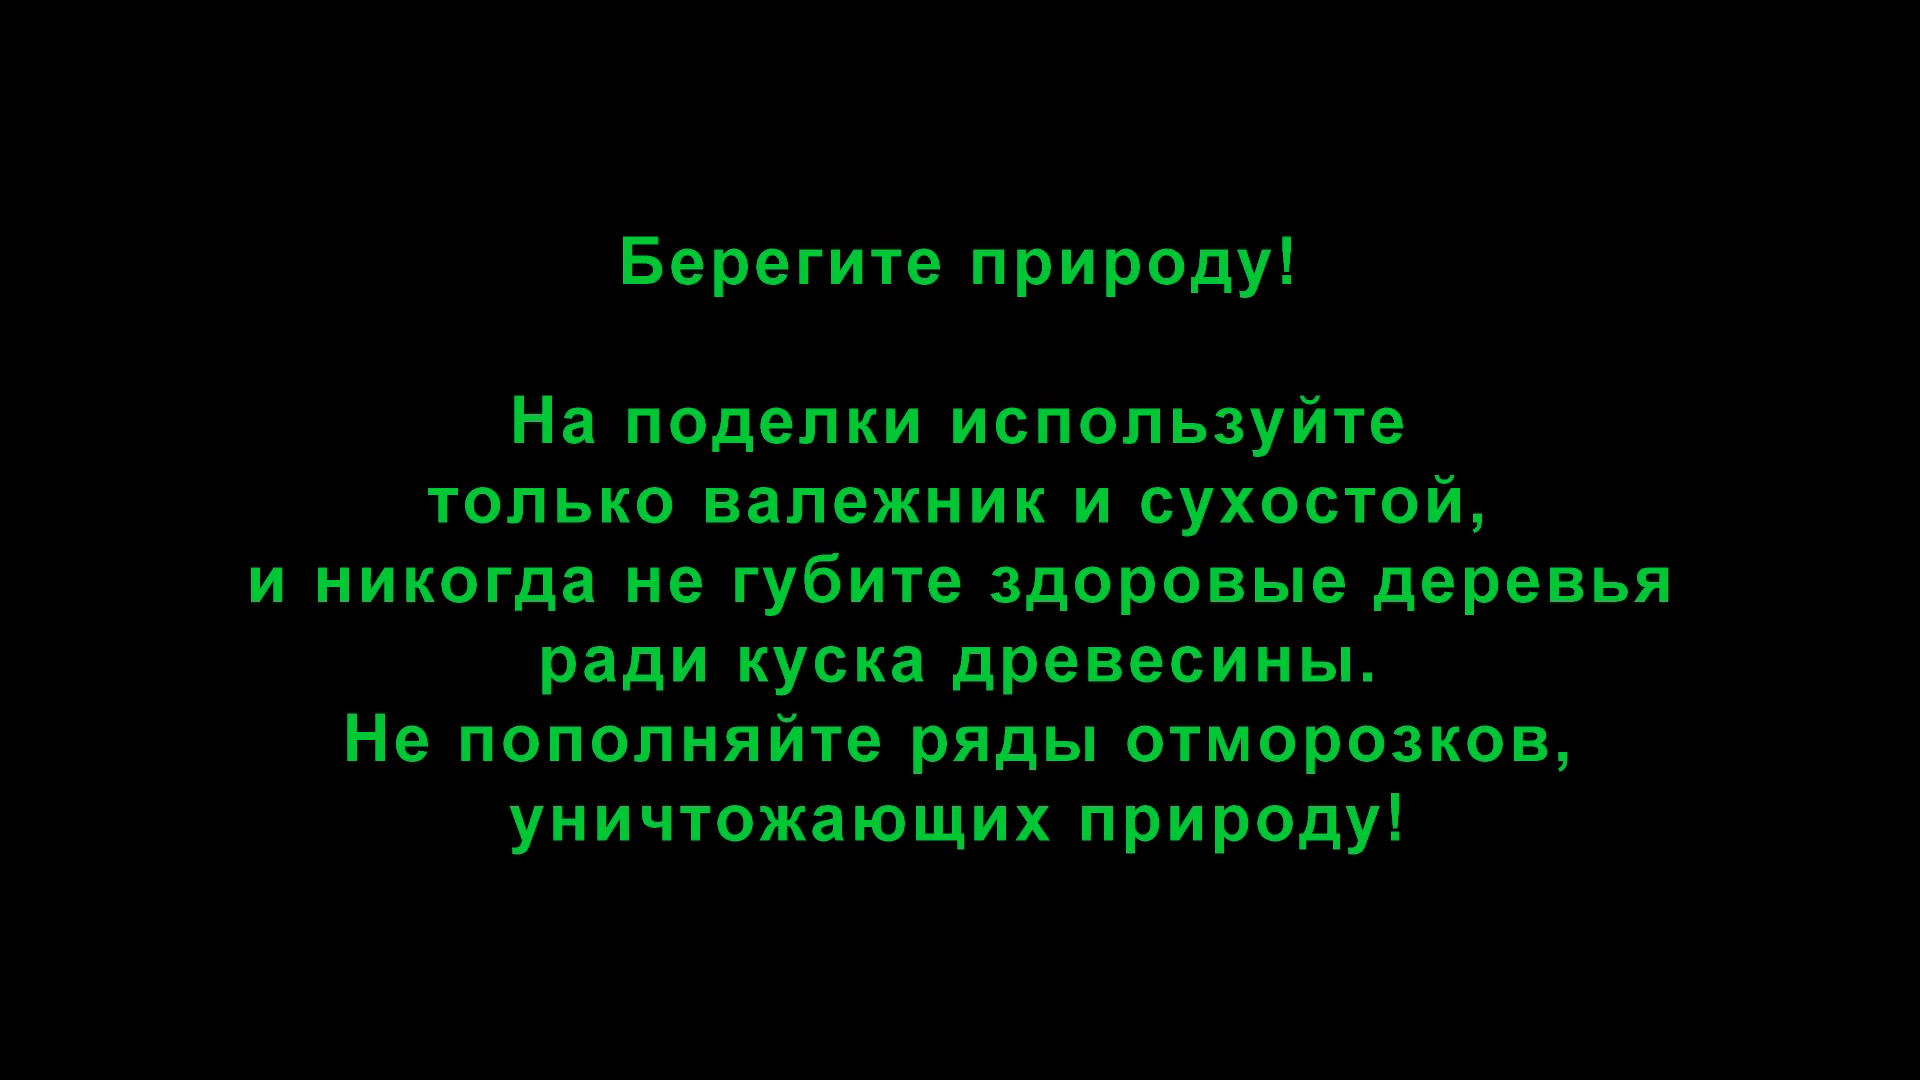 Берегите природу!
На поделки используйте
только валежник и сухостой,
и никогда не губите здоровые деревья
ради куска древесины.
Не пополняйте ряды отморозков,
уничтожающих природу!